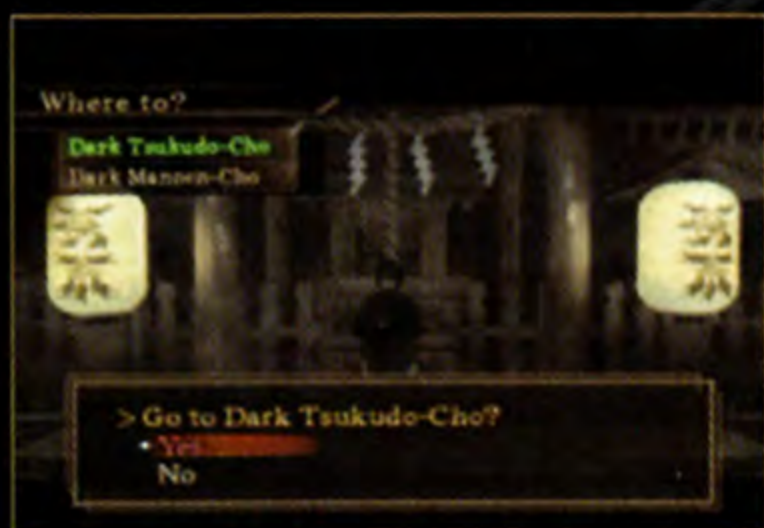 Where to?
Dark Tsukudo-Cho
Dark Mannen-Cho
> Go to Dark Tsukudo-Cho?
Yes
No